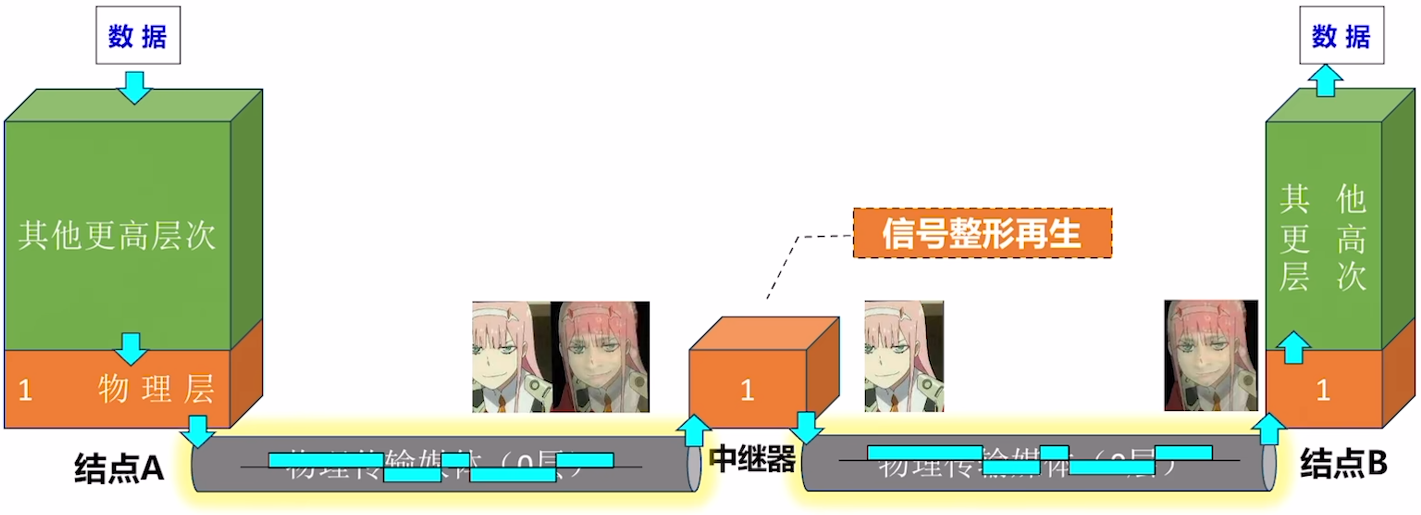 数据
数据
其他更高层次
信号整形再生
其他
更高
层次
1 物理层
1
1
结点A
物理传输媒体（0层）
中继器
物理传输媒体（0层）
结点B